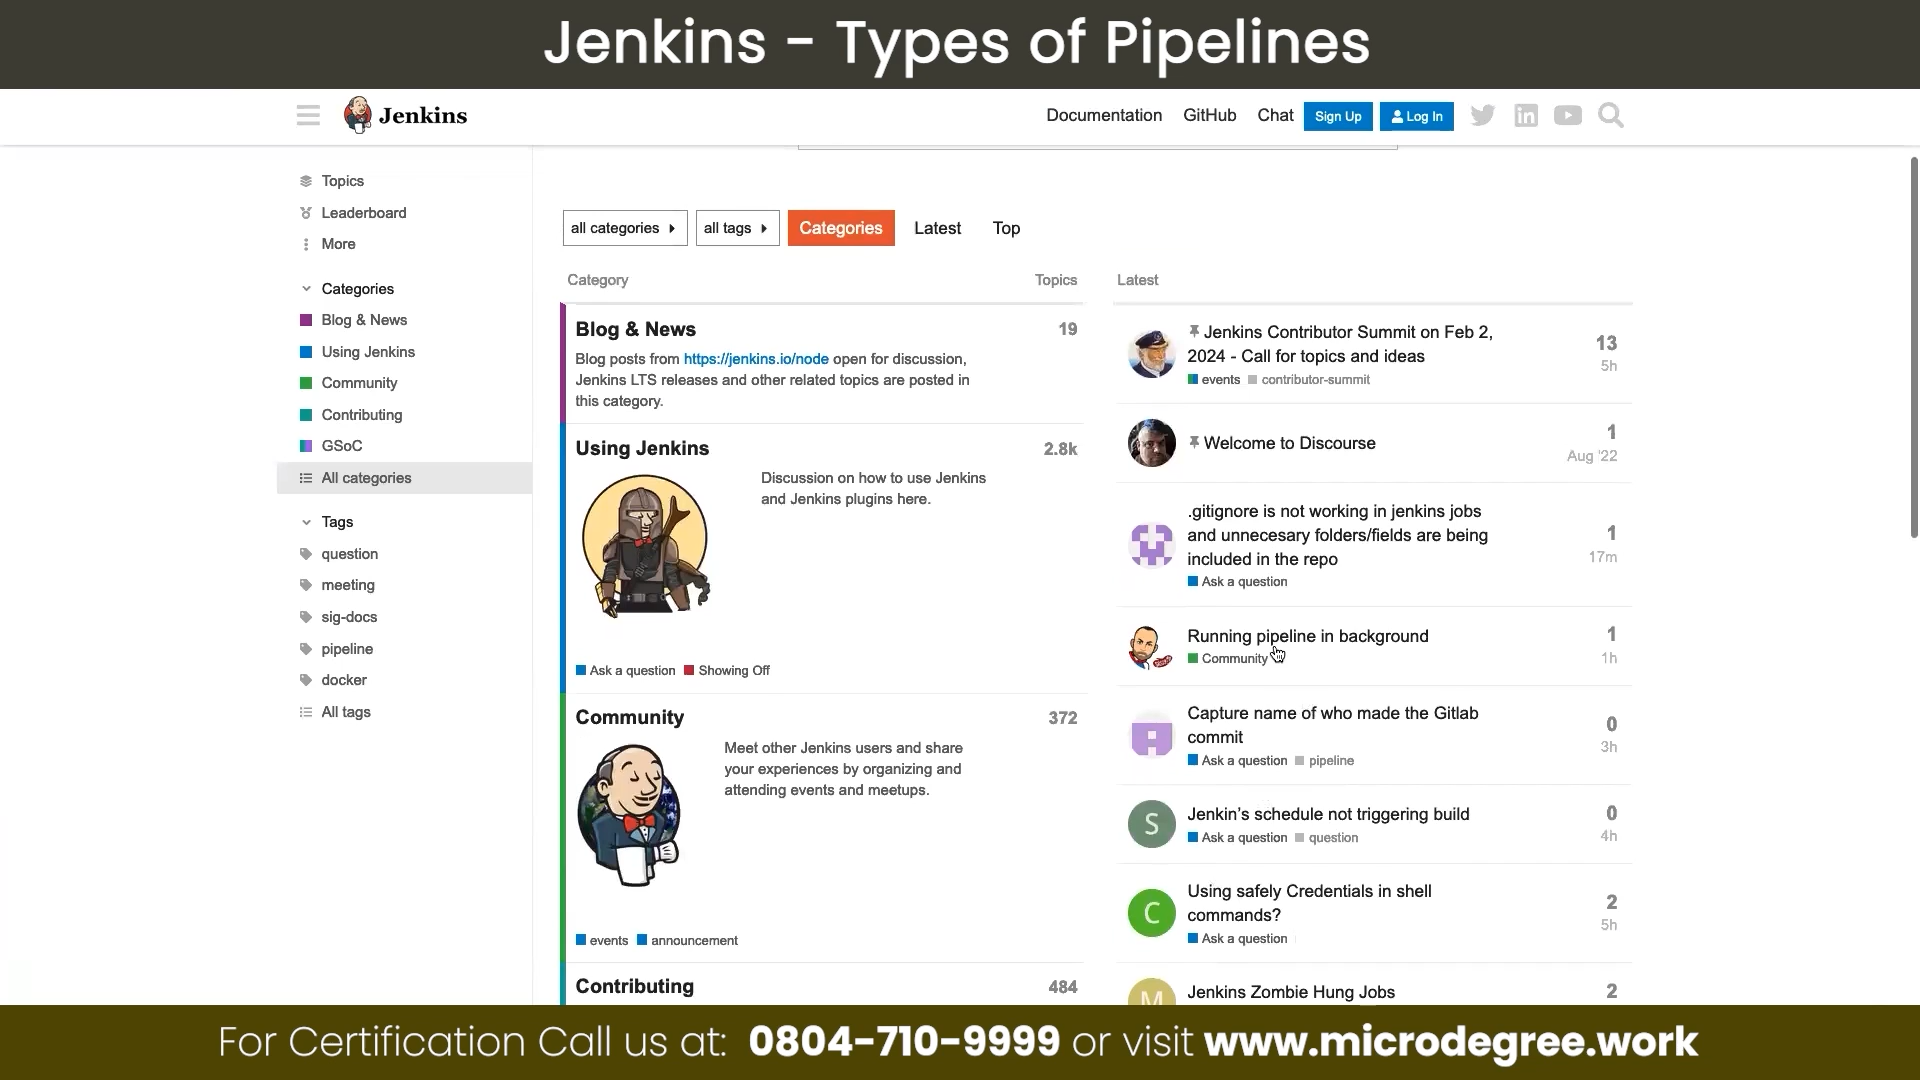 Jenkins - Types of Pipelines
Jenkins
Documentation GitHub Chat Sign Up Log In
Topics
Leaderboard
More
Categories
Blog & News
Using Jenkins
Community
Contributing
GSoC
All categories
Tags
question
meeting
sig-docs
pipeline
docker
All tags
all categories all tags Categories Latest Top
Category Topics
Blog & News 19
Blog posts from https://jenkins.io/node open for discussion,
Jenkins LTS releases and other related topics are posted in
this category.
Using Jenkins 2.8k
Discussion on how to use Jenkins
and Jenkins plugins here.
Ask a question Showing Off
Community 372
Meet other Jenkins users and share
your experiences by organizing and
attending events and meetups.
events announcement
Contributing 484
Latest
Jenkins Contributor Summit on Feb 2, 13
2024 - Call for topics and ideas 5h
events contributor-summit
Welcome to Discourse 1
Aug '22
.gitignore is not working in jenkins jobs
and unnecesary folders/fields are being 1
included in the repo 17m
Ask a question
Running pipeline in background 1
Community 1h
Capture name of who made the Gitlab 0
commit 3h
Ask a question pipeline
S Jenkin's schedule not triggering build 0
Ask a question question 4h
Using safely Credentials in shell 2
C commands? 5h
Ask a question
M Jenkins Zombie Hung Jobs 2
For Certification Call us at: 0804-710-9999 or visit www.microdegree.work